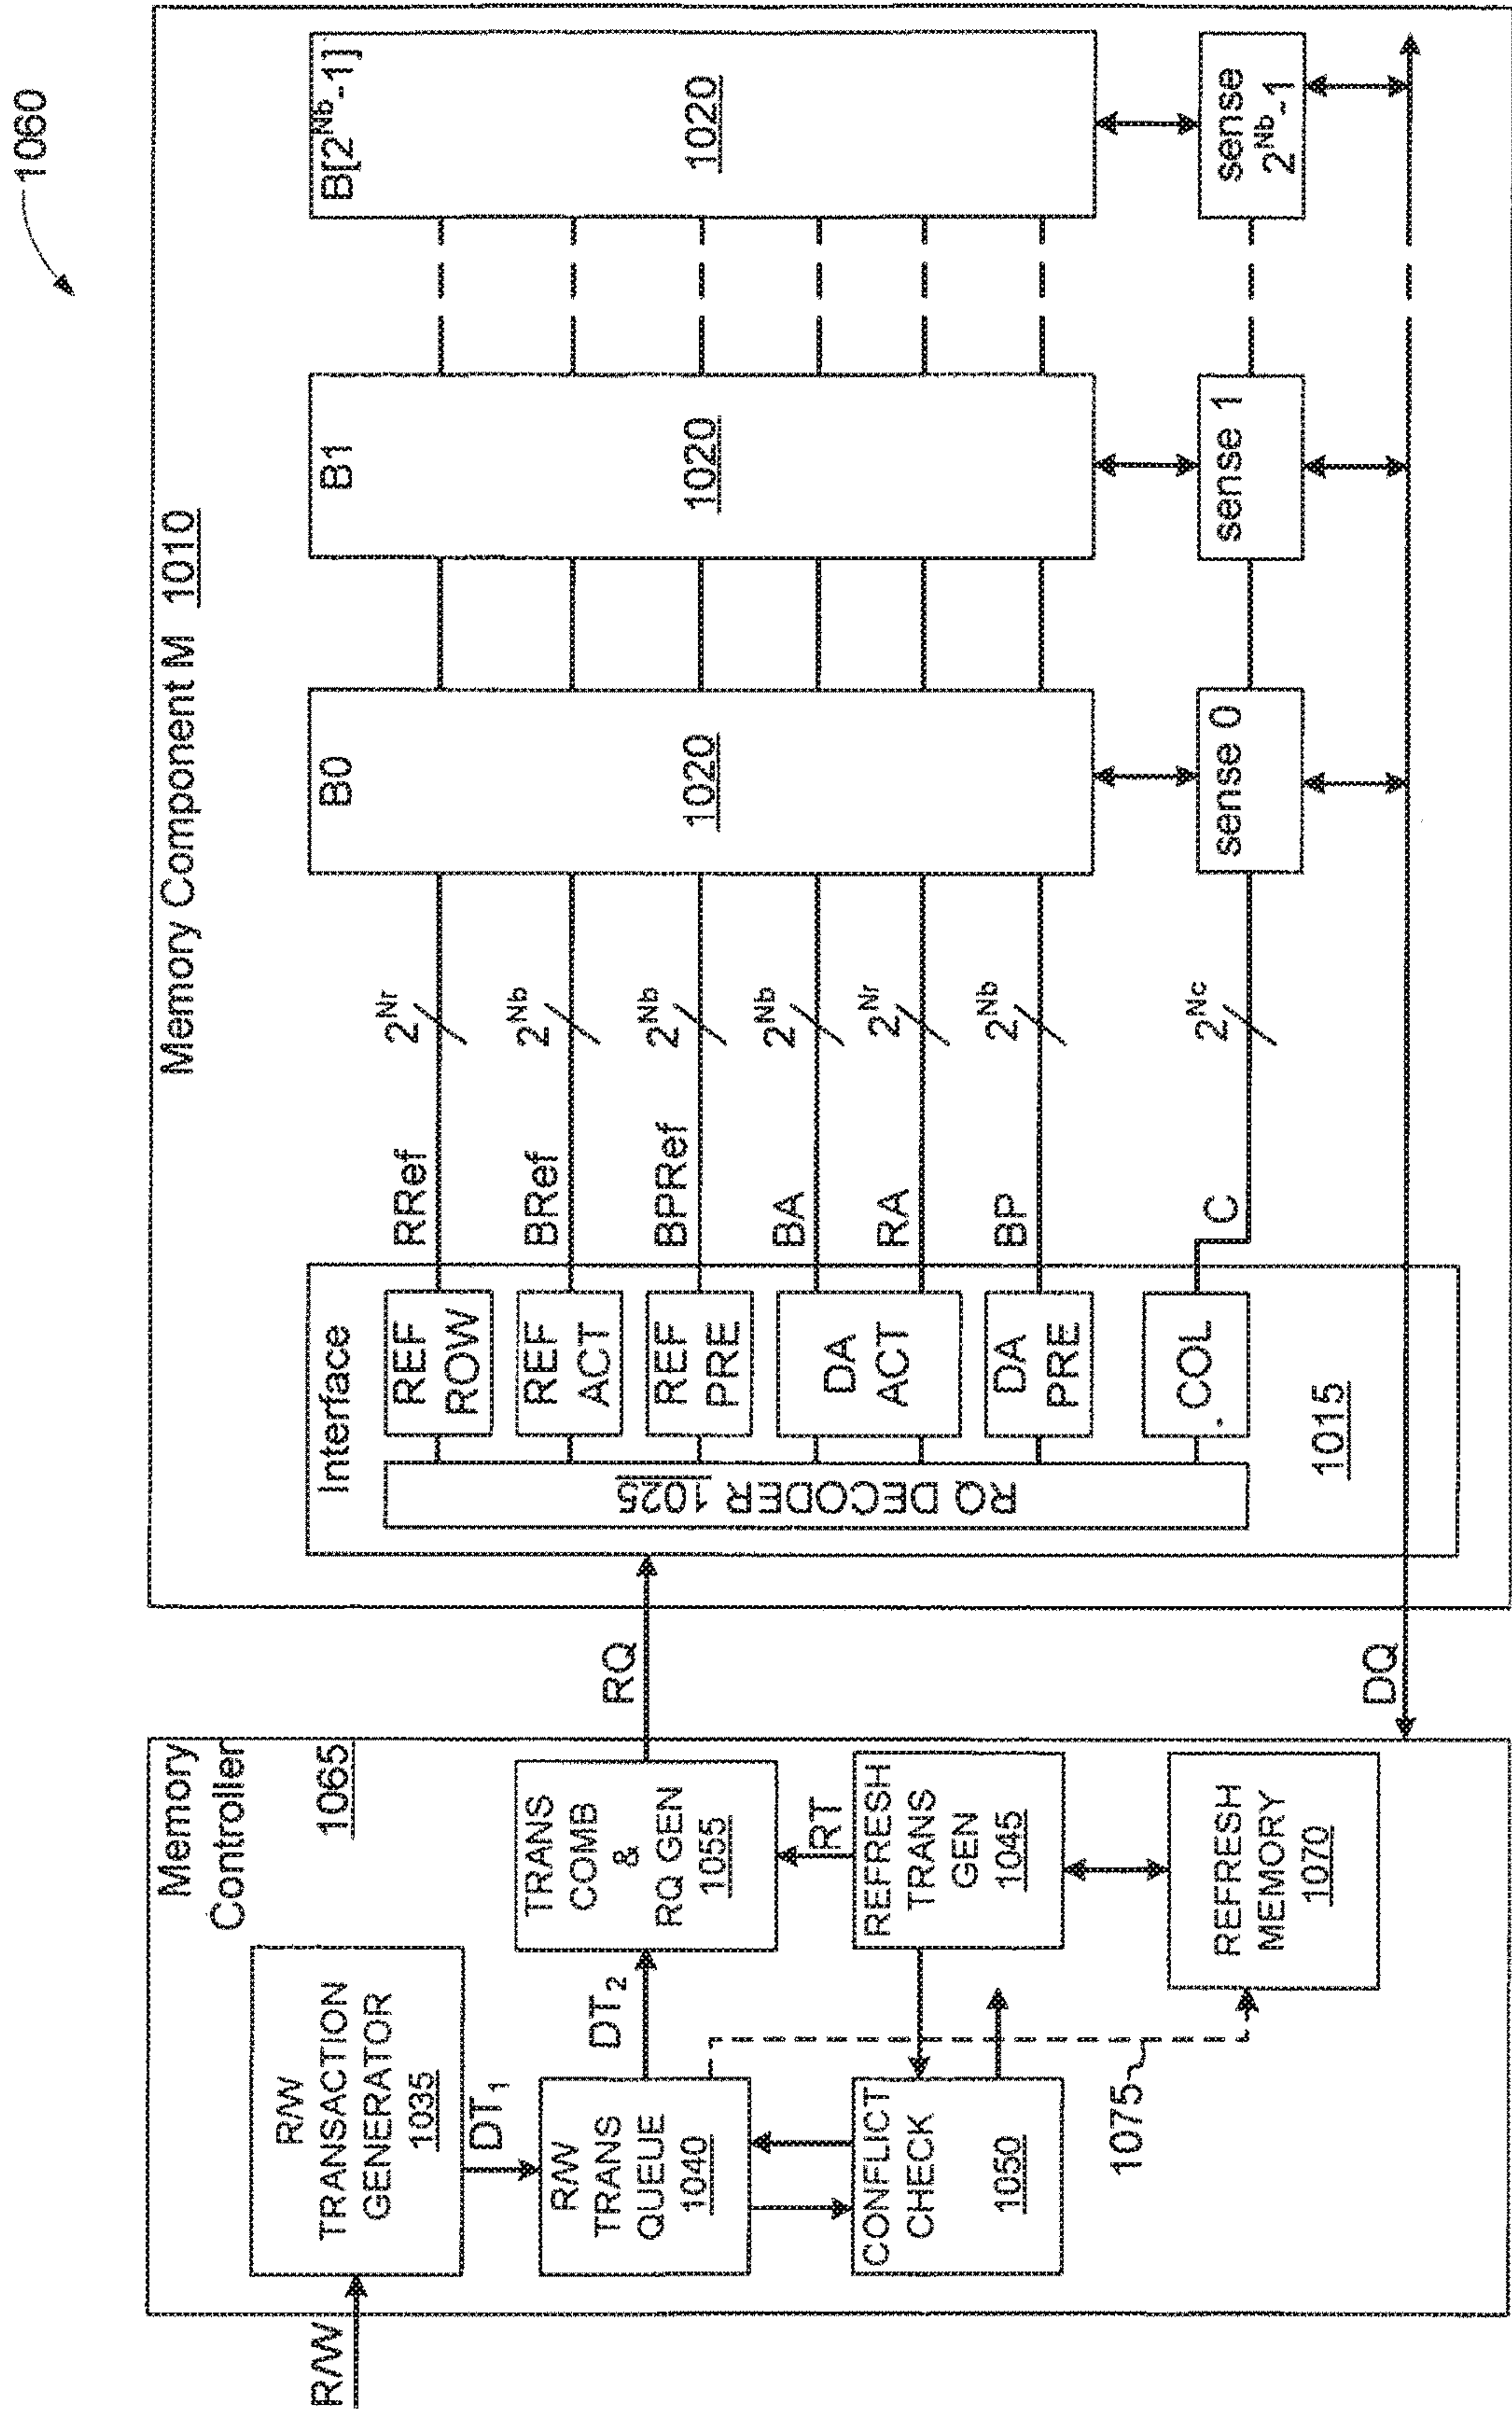 1060
Memory Component M 1010
Memory
Controller
1065
R/W
R/W
TRANSACTION
GENERATOR
1035
DT1
R/W
TRANS
QUEUE
1040
DT2
TRANS
COMB
&
RQ GEN
1055
RT
CONFLICT
CHECK
1050
REFRESH
TRANS
GEN
1045
1075
REFRESH
MEMORY
1070
RQ
DQ
Interface
RQ DECODER 1025
REF
ROW
REF
ACT
REF
PRE
DA
ACT
DA
PRE
COL
1015
RRef
2^Nr
BRef
2^Nb
BPRef
2^Nb
BA
2^Nb
RA
2^Nr
BP
2^Nb
C
2^Nc
B0
1020
B1
1020
B[2^Nb-1]
1020
sense 0
sense 1
sense
2^Nb-1